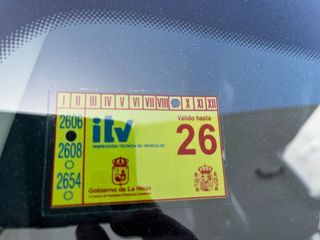 I II III IV V VI VII VIII X XI XII
2606
2608
2654
itv
INSPECCIÓN TÉCNICA DE VEHÍCULOS
Válido hasta
26
Gobierno de La Rioja